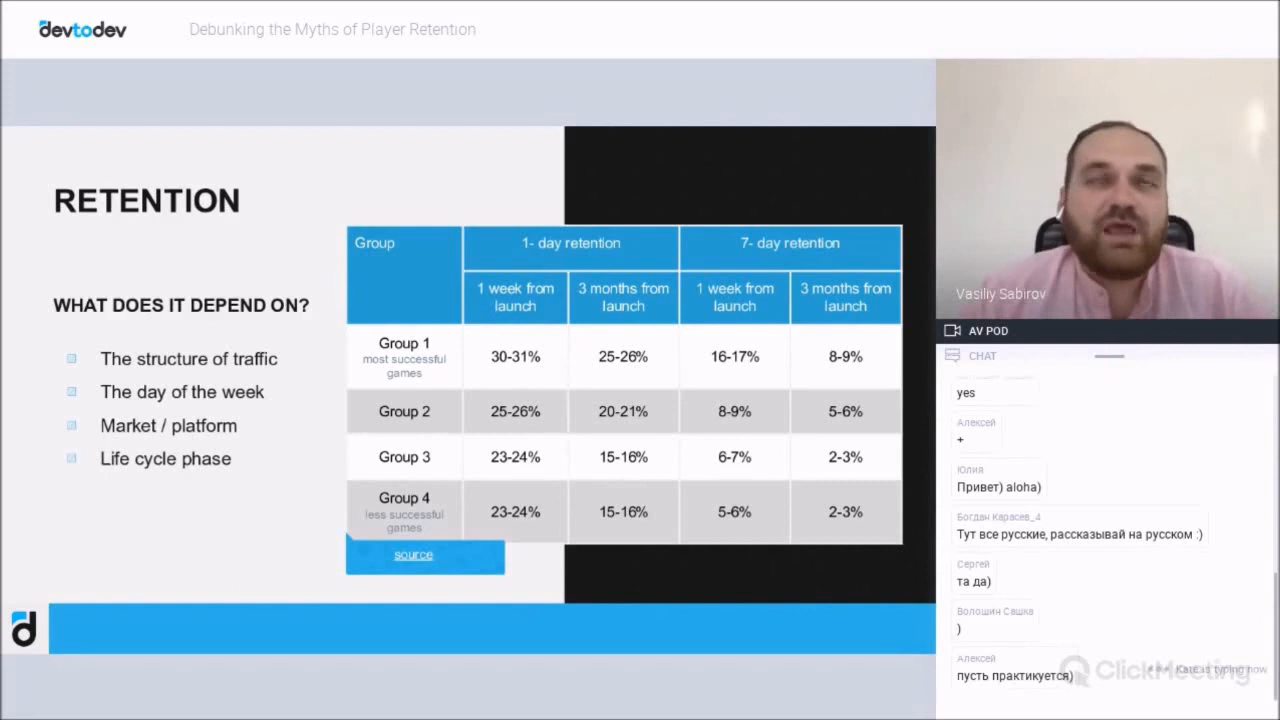 devtodev
Debunking the Myths of Player Retention
RETENTION
WHAT DOES IT DEPEND ON?
The structure of traffic
The day of the week
Market / platform
Life cycle phase
Group
1- day retention
7- day retention
1 week from launch
3 months from launch
1 week from launch
3 months from launch
Group 1
most successful games
30-31%
25-26%
16-17%
8-9%
Group 2
25-26%
20-21%
8-9%
5-6%
Group 3
23-24%
15-16%
6-7%
2-3%
Group 4
less successful games
23-24%
15-16%
5-6%
2-3%
source
d
Vasiliy Sabirov
AV POD
CHAT
yes
Алексей
+
Юлия
Привет) aloha)
Богдан Карасев_4
Тут все русские, рассказывай на русском :)
Сергей
та да)
Волошин Сашка
)
Алексей
пусть практикуется)
ClickMeeting
is typing now